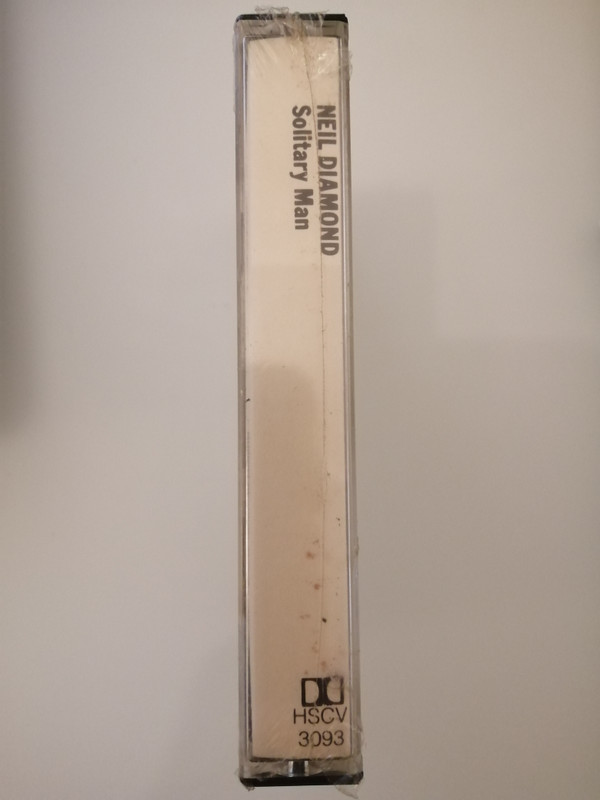 NEIL DIAMOND
Solitary Man
HSCV
3093